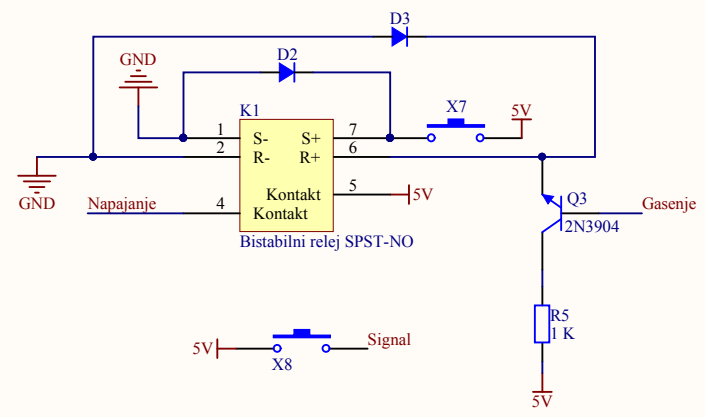 D3
GND
D2
K1
X7
5V
1
S-
S+
7
2
R-
R+
6
GND
Kontakt
5
5V
Napajanje
4
Kontakt
Q3
Gasenje
2N3904
Bistabilni relej SPST-NO
R5
1 K
5V
X8
Signal
5V